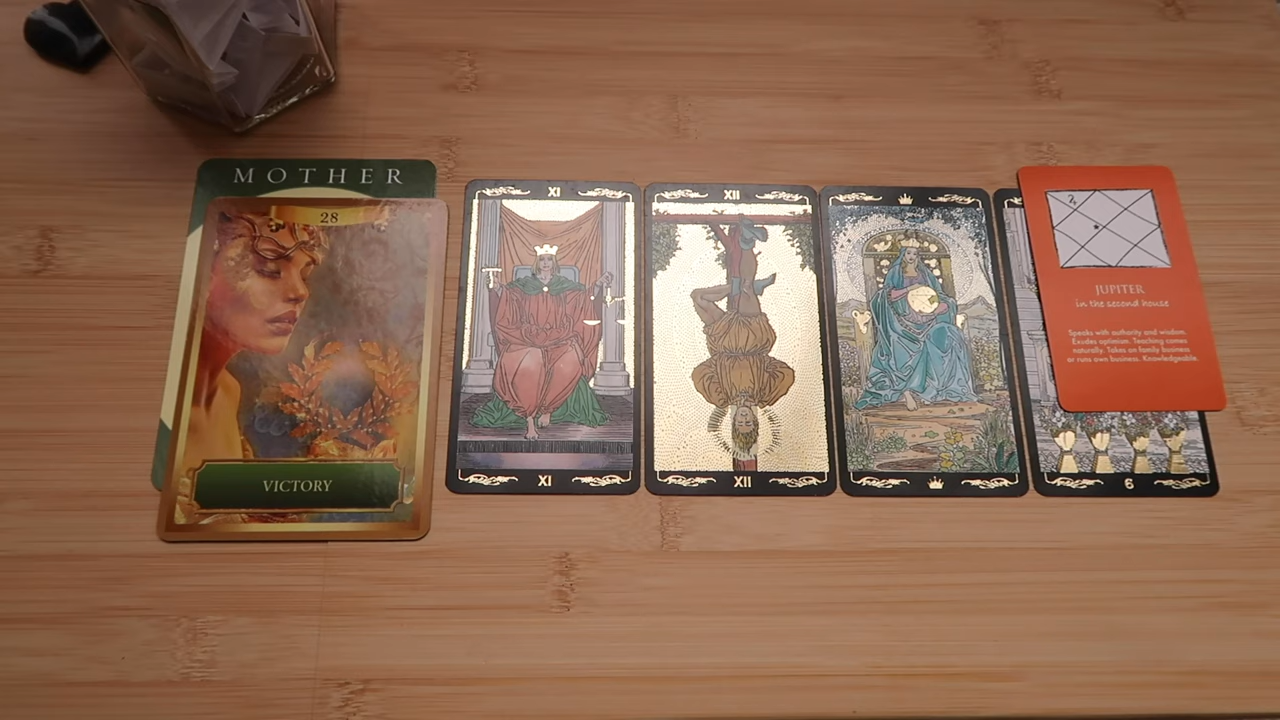 MOTHER
28
VICTORY
XI
XI
XII
XII
6
JUPITER
in the second house
Speaks with authority and wisdom.
Exudes optimism. Teaching comes
naturally. Takes on family business
or runs own business. Knowledgeable.